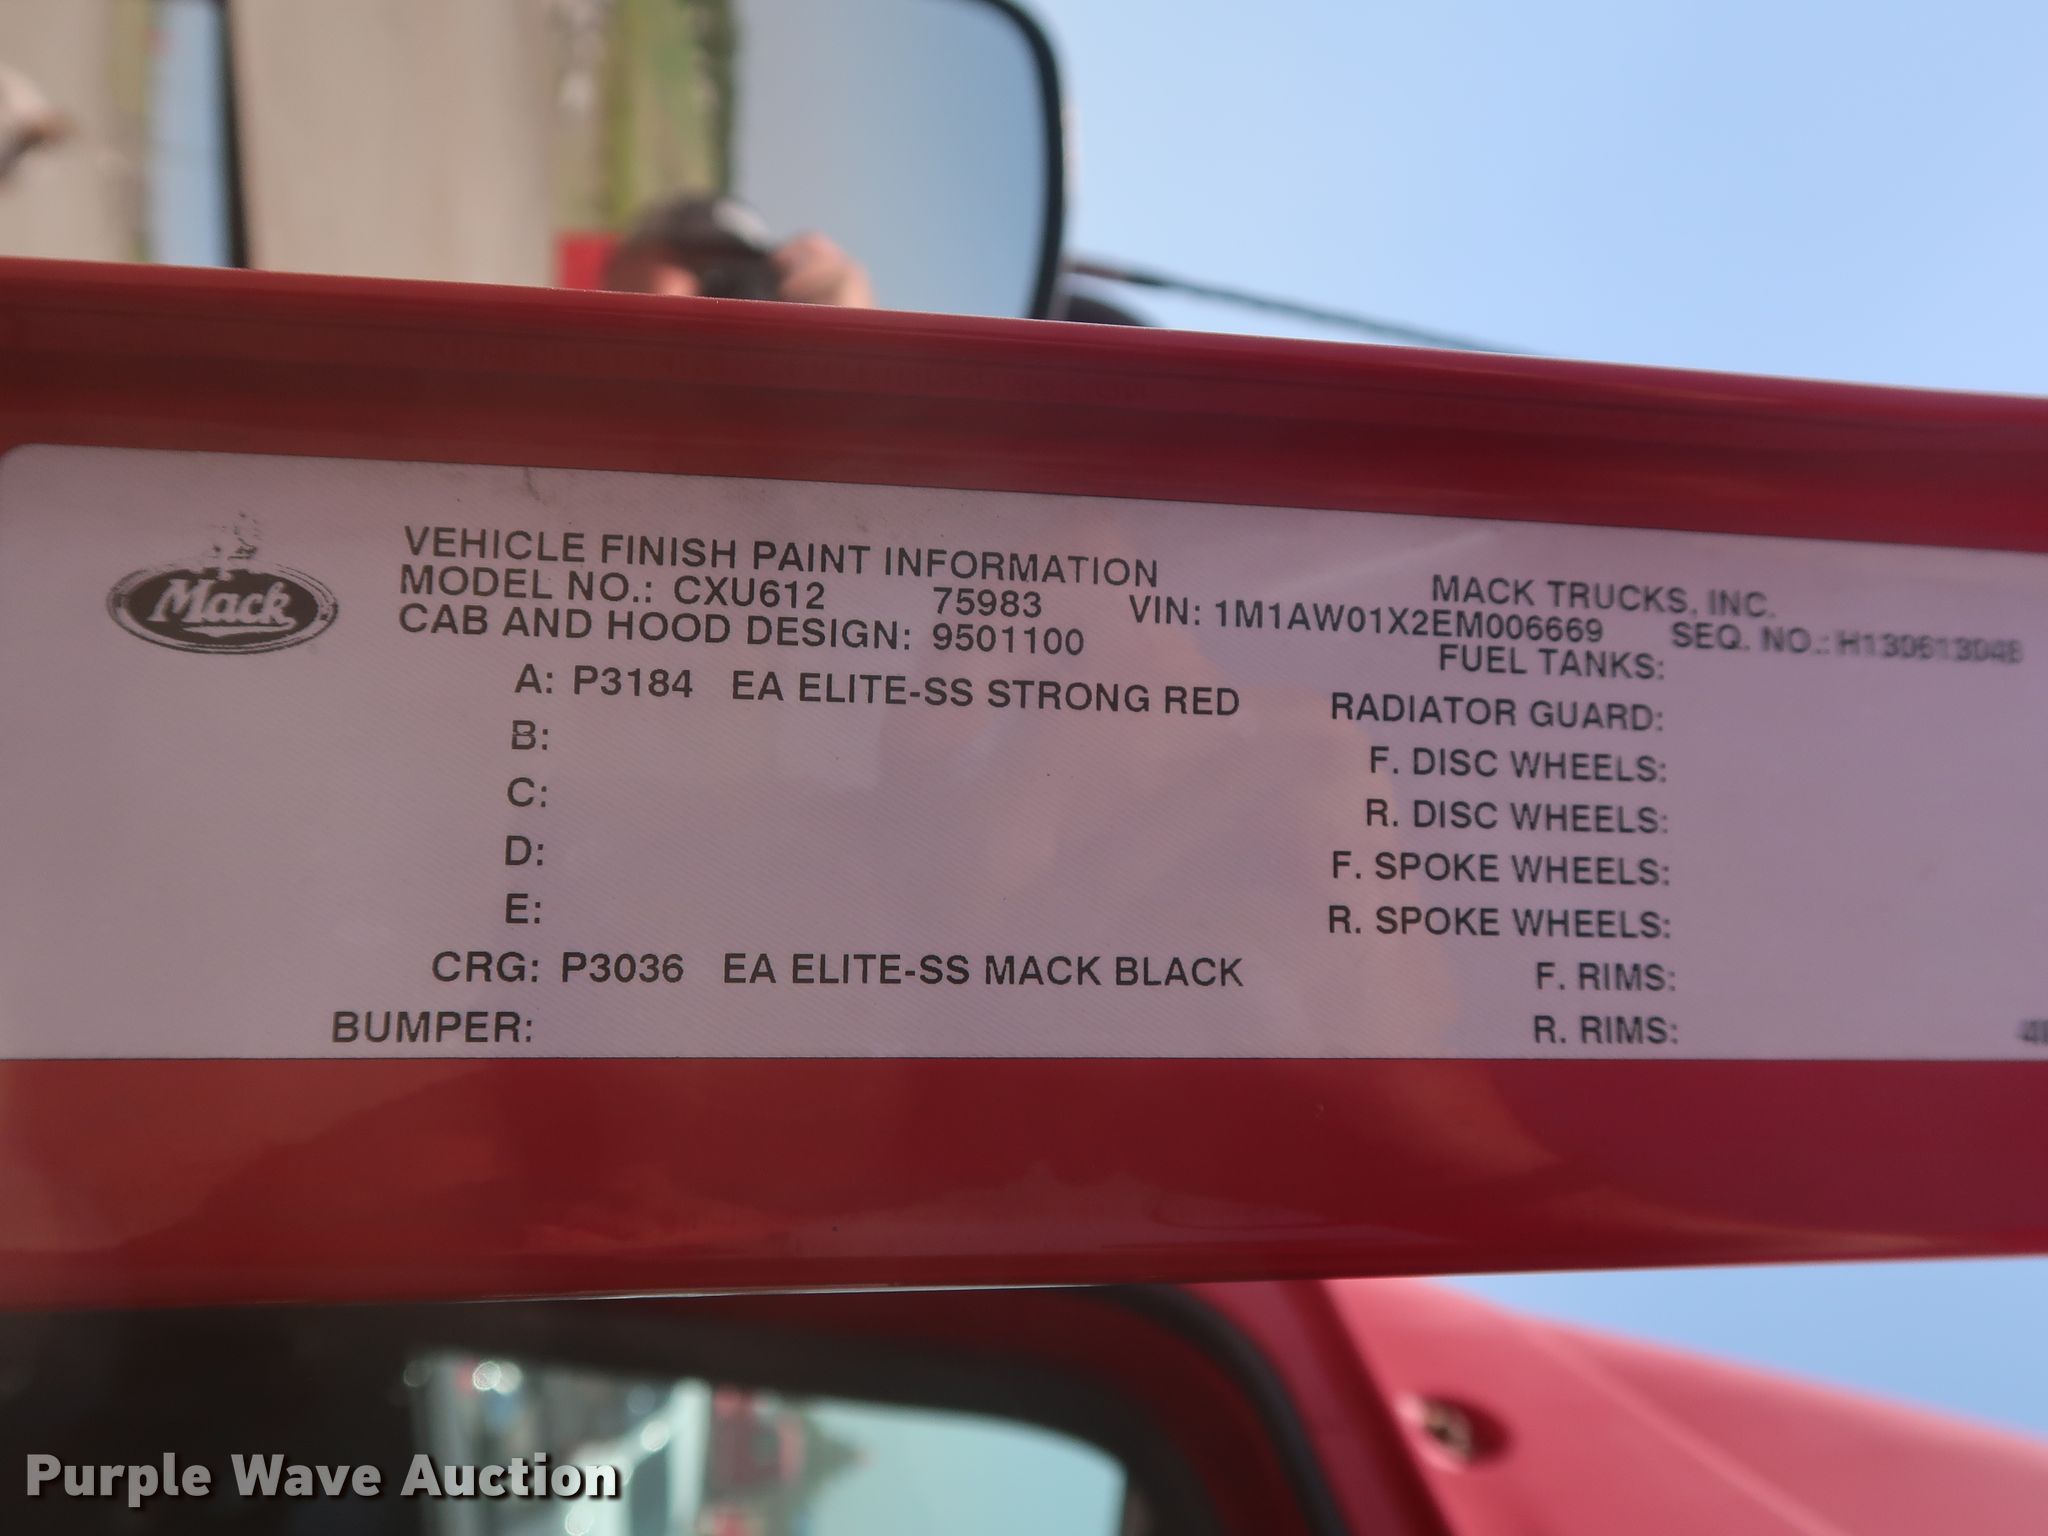 Mack
VEHICLE FINISH PAINT INFORMATION
MACK TRUCKS, INC.
MODEL NO.: CXU612 75983 VIN: 1M1AW01X2EM006669 SEQ. NO.: H130613048
CAB AND HOOD DESIGN: 9501100
FUEL TANKS:
A: P3184 EA ELITE-SS STRONG RED
RADIATOR GUARD:
B:
F. DISC WHEELS:
C:
R. DISC WHEELS:
D:
F. SPOKE WHEELS:
E:
R. SPOKE WHEELS:
CRG: P3036 EA ELITE-SS MACK BLACK
F. RIMS:
BUMPER:
R. RIMS:
Purple Wave Auction